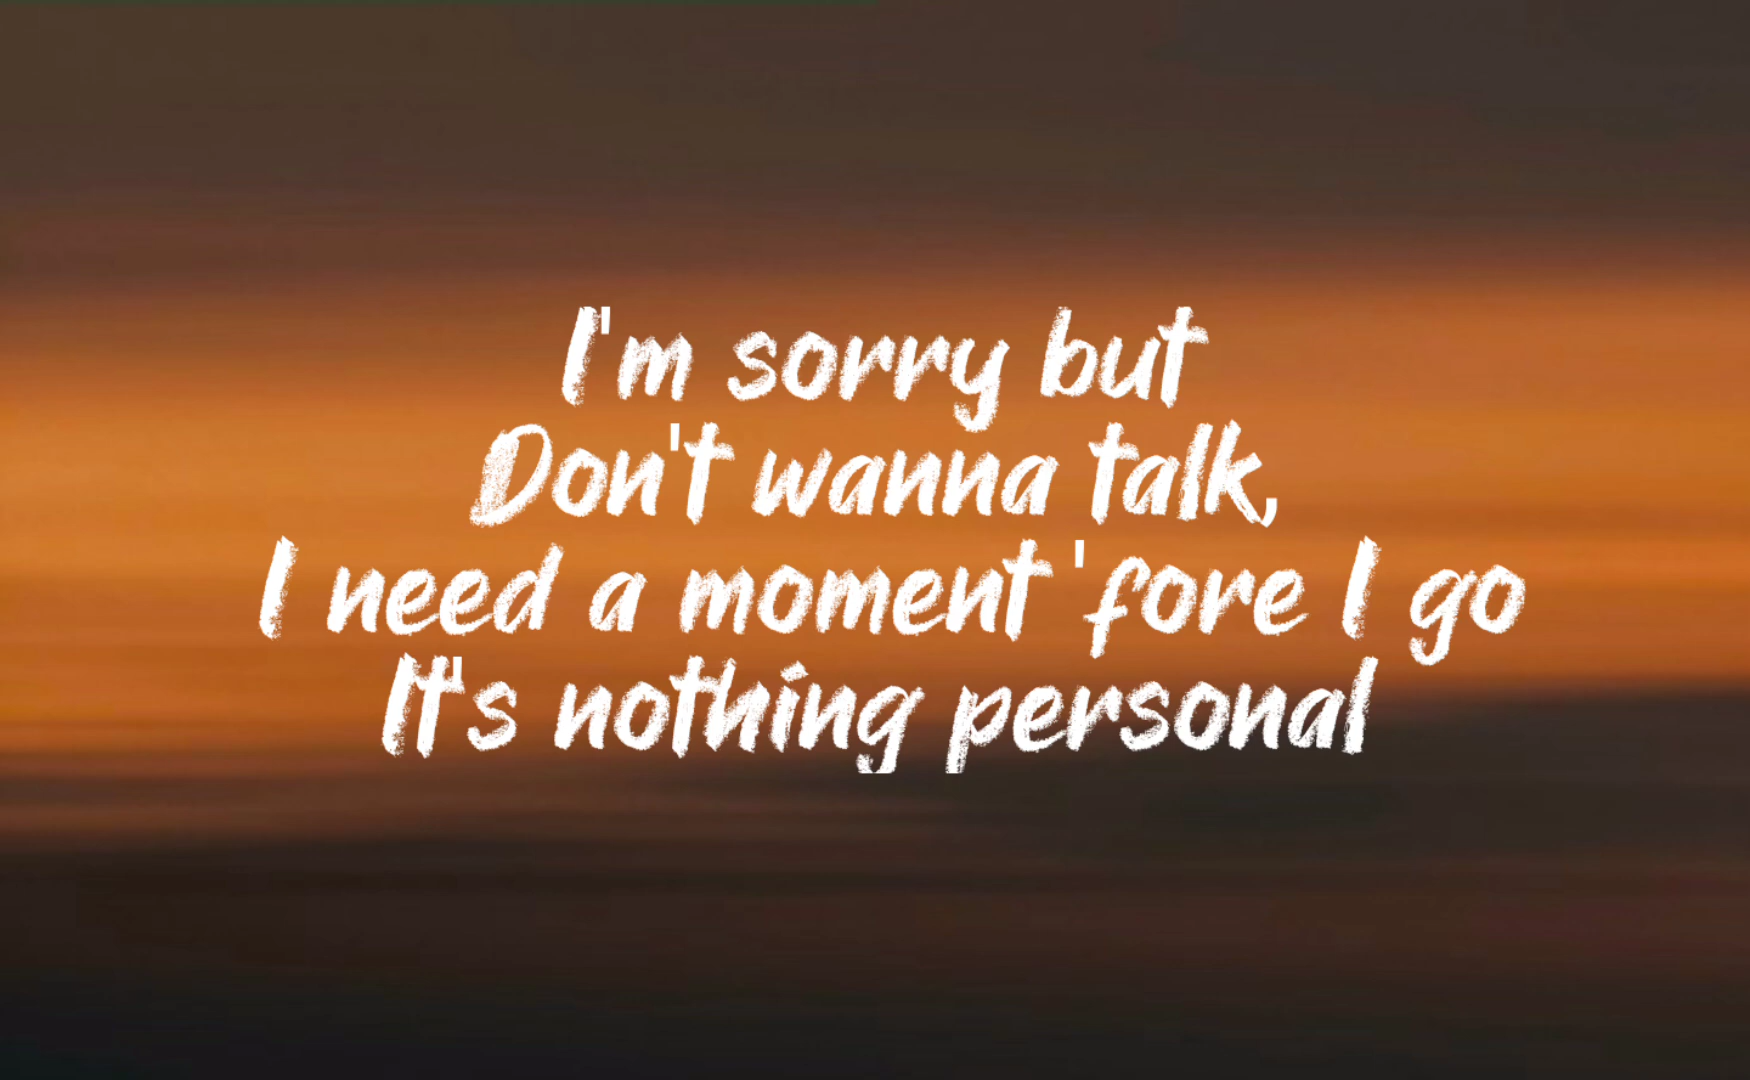 I'm sorry but
Don't wanna talk,
I need a moment 'fore I go
It's nothing personal